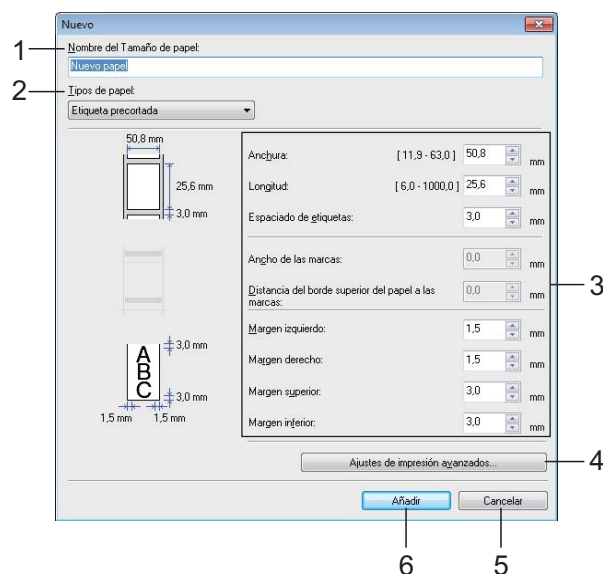 Nuevo
1
Nombre del Tamaño de papel:
Nuevo papel
2
Tipos de papel:
Etiqueta precortada
50,8 mm
25,6 mm
3,0 mm
Anchura: [ 11,9 - 63,0 ] 50,8 mm
Longitud: [ 6,0 - 1000,0 ] 25,6 mm
Espaciado de etiquetas: 3,0 mm
Ancho de las marcas: 0,0 mm
Distancia del borde superior del papel a las
marcas: 0,0 mm
3
3,0 mm
A
B
C
3,0 mm
1,5 mm 1,5 mm
Margen izquierdo: 1,5 mm
Margen derecho: 1,5 mm
Margen superior: 3,0 mm
Margen inferior: 3,0 mm
Ajustes de impresión avanzados...
4
Añadir
Cancelar
6
5